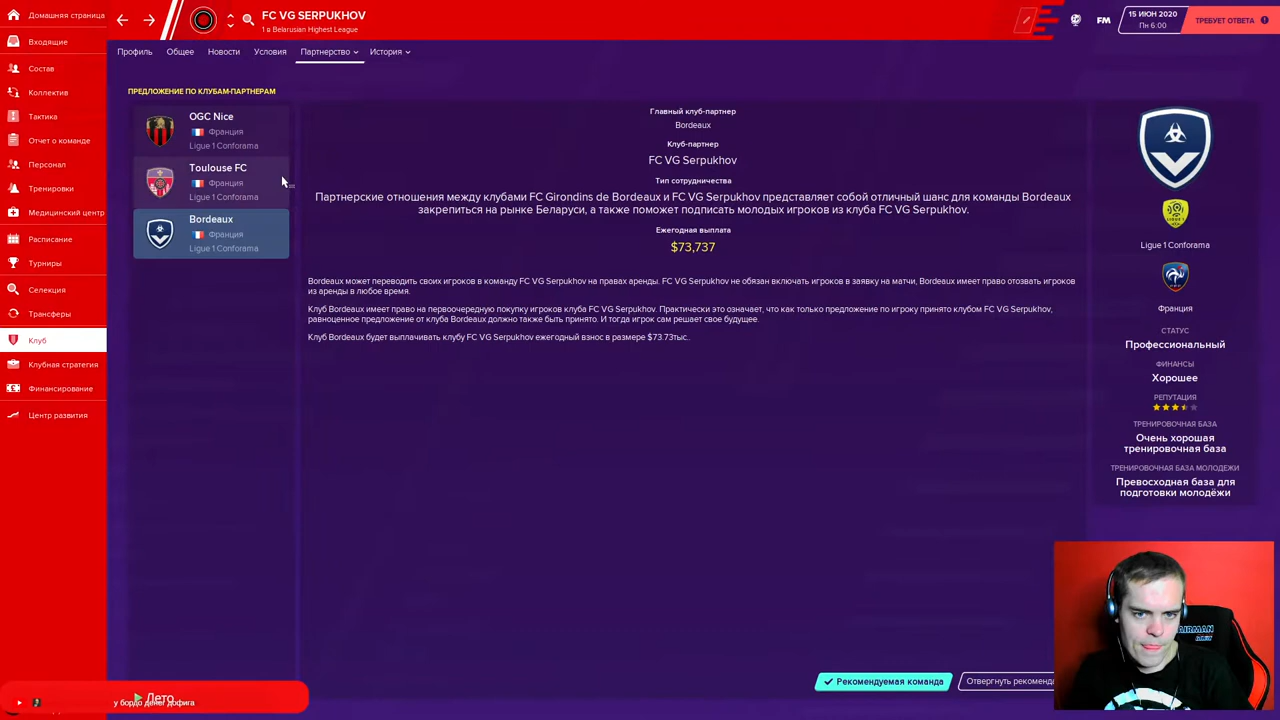 Домашняя страница
Входящие
Состав
Коллектив
Тактика
Отчет о команде
Персонал
Тренировки
Медицинский центр
Расписание
Турниры
Селекция
Трансферы
Клуб
Клубная стратегия
Финансирование
Центр развития
FC VG SERPUKHOV
1 в Belarusian Highest League
FM
15 ИЮН 2020
Пн 6:00
ТРЕБУЕТ ОТВЕТА
Профиль Общее Новости Условия Партнерство История
ПРЕДЛОЖЕНИЕ ПО КЛУБАМ-ПАРТНЕРАМ
OGC Nice
Франция
Ligue 1 Conforama
Toulouse FC
Франция
Ligue 1 Conforama
Bordeaux
Франция
Ligue 1 Conforama
Главный клуб-партнер
Bordeaux
Клуб-партнер
FC VG Serpukhov
Тип сотрудничества
Партнерские отношения между клубами FC Girondins de Bordeaux и FC VG Serpukhov представляет собой отличный шанс для команды Bordeaux
закрепиться на рынке Беларуси, а также поможет подписать молодых игроков из клуба FC VG Serpukhov.
Ежегодная выплата
$73,737
Bordeaux может переводить своих игроков в команду FC VG Serpukhov на правах аренды. FC VG Serpukhov не обязан включать игроков в заявку на матчи, Bordeaux имеет право отозвать игроков
из аренды в любое время.
Клуб Bordeaux имеет право на первоочередную покупку игроков клуба FC VG Serpukhov. Практически это означает, что как только предложение по игроку принято клубом FC VG Serpukhov,
равноценное предложение от клуба Bordeaux должно также быть принято. И тогда игрок сам решает свое будущее.
Клуб Bordeaux будет выплачивать клубу FC VG Serpukhov ежегодный взнос в размере $73.73тыс..
Ligue 1 Conforama
Франция
СТАТУС
Профессиональный
ФИНАНСЫ
Хорошее
РЕПУТАЦИЯ
ТРЕНИРОВОЧНАЯ БАЗА
Очень хорошая
тренировочная база
ТРЕНИРОВОЧНАЯ БАЗА МОЛОДЕЖИ
Превосходная база для
подготовки молодёжи
Рекомендуемая команда
Отвергнуть рекоменда
Лето
у бордо денег дофига
AIRMAN